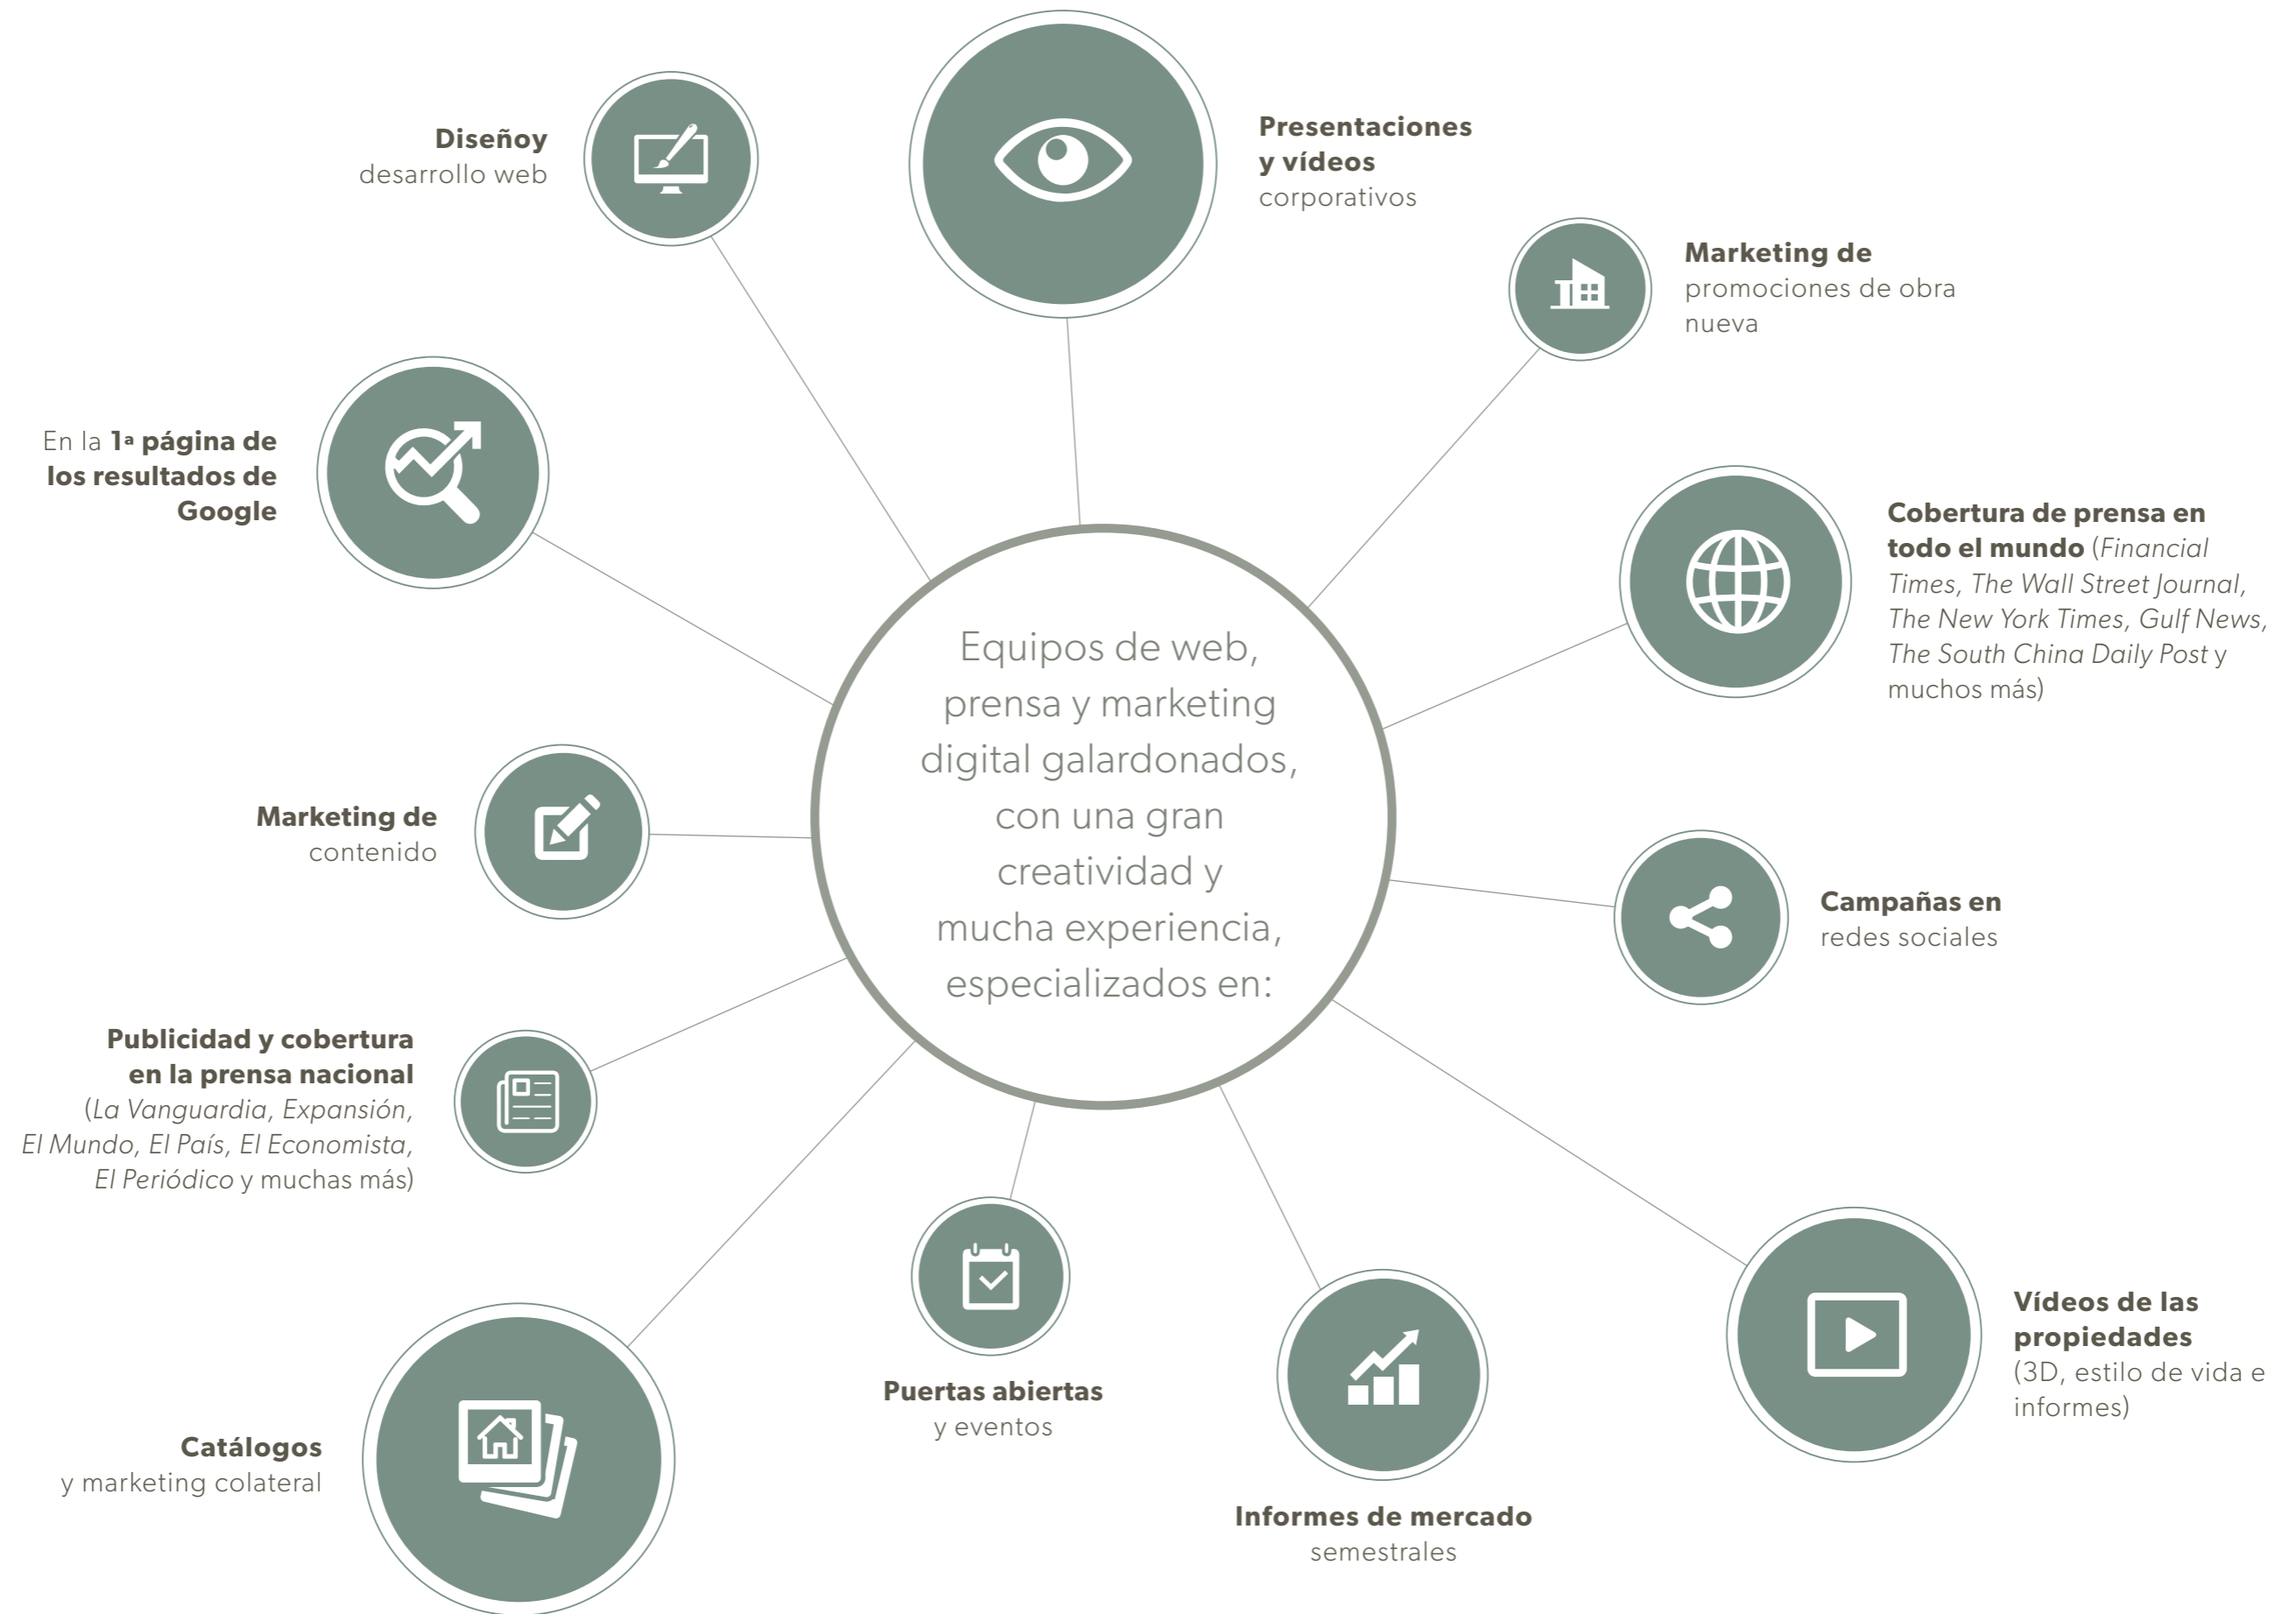 Diseñoy
desarrollo web
Presentaciones
y vídeos
corporativos
Marketing de
promociones de obra
nueva
En la 1ª página de
los resultados de
Google
Cobertura de prensa en
todo el mundo (Financial
Times, The Wall Street Journal,
The New York Times, Gulf News,
The South China Daily Post y
muchos más)
Equipos de web,
prensa y marketing
digital galardonados,
con una gran
creatividad y
mucha experiencia,
especializados en:
Marketing de
contenido
Campañas en
redes sociales
Publicidad y cobertura
en la prensa nacional
(La Vanguardia, Expansión,
El Mundo, El País, El Economista,
El Periódico y muchas más)
Vídeos de las
propiedades
(3D, estilo de vida e
informes)
Puertas abiertas
y eventos
Catálogos
y marketing colateral
Informes de mercado
semestrales